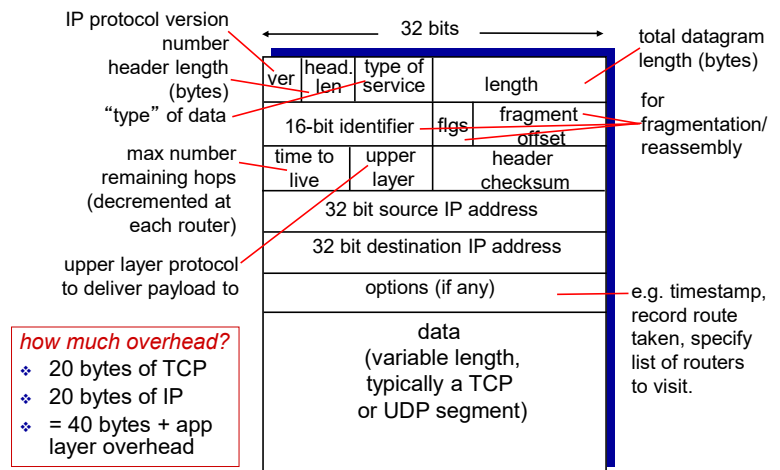 IP protocol version
number
header length
(bytes)
“type” of data
max number
remaining hops
(decremented at
each router)
upper layer protocol
to deliver payload to
how much overhead?
❖ 20 bytes of TCP
❖ 20 bytes of IP
❖ = 40 bytes + app
layer overhead
32 bits
ver
head.
len
type of
service
length
16-bit identifier
flgs
fragment
offset
time to
live
upper
layer
header
checksum
32 bit source IP address
32 bit destination IP address
options (if any)
data
(variable length,
typically a TCP
or UDP segment)
total datagram
length (bytes)
for
fragmentation/
reassembly
e.g. timestamp,
record route
taken, specify
list of routers
to visit.